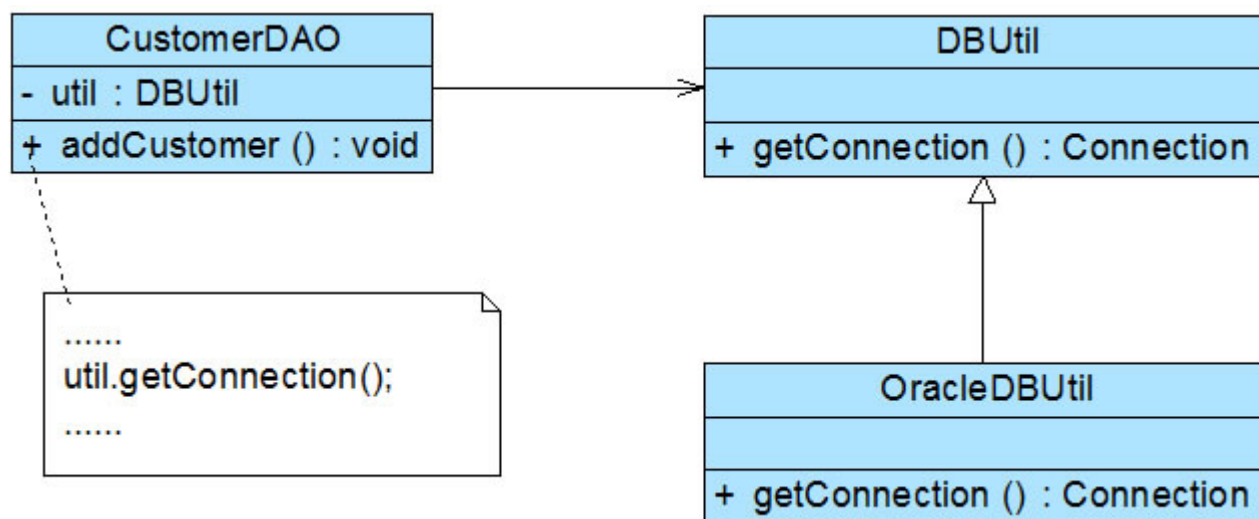 CustomerDAO
- util : DBUtil
+ addCustomer () : void
DBUtil
+ getConnection () : Connection
......
util.getConnection();
......
OracleDBUtil
+ getConnection () : Connection